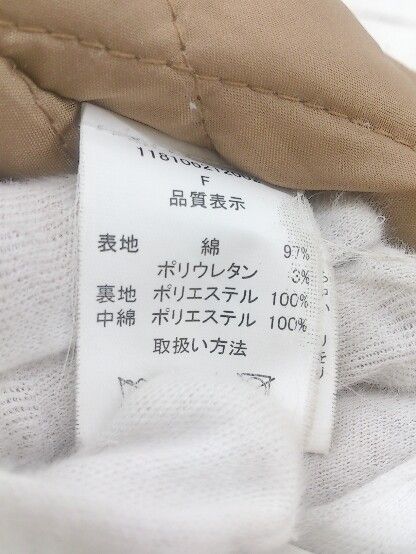 F
品質表示
表地 綿 97%
ポリウレタン 3%
裏地 ポリエステル 100%
中綿 ポリエステル 100%
取扱い方法